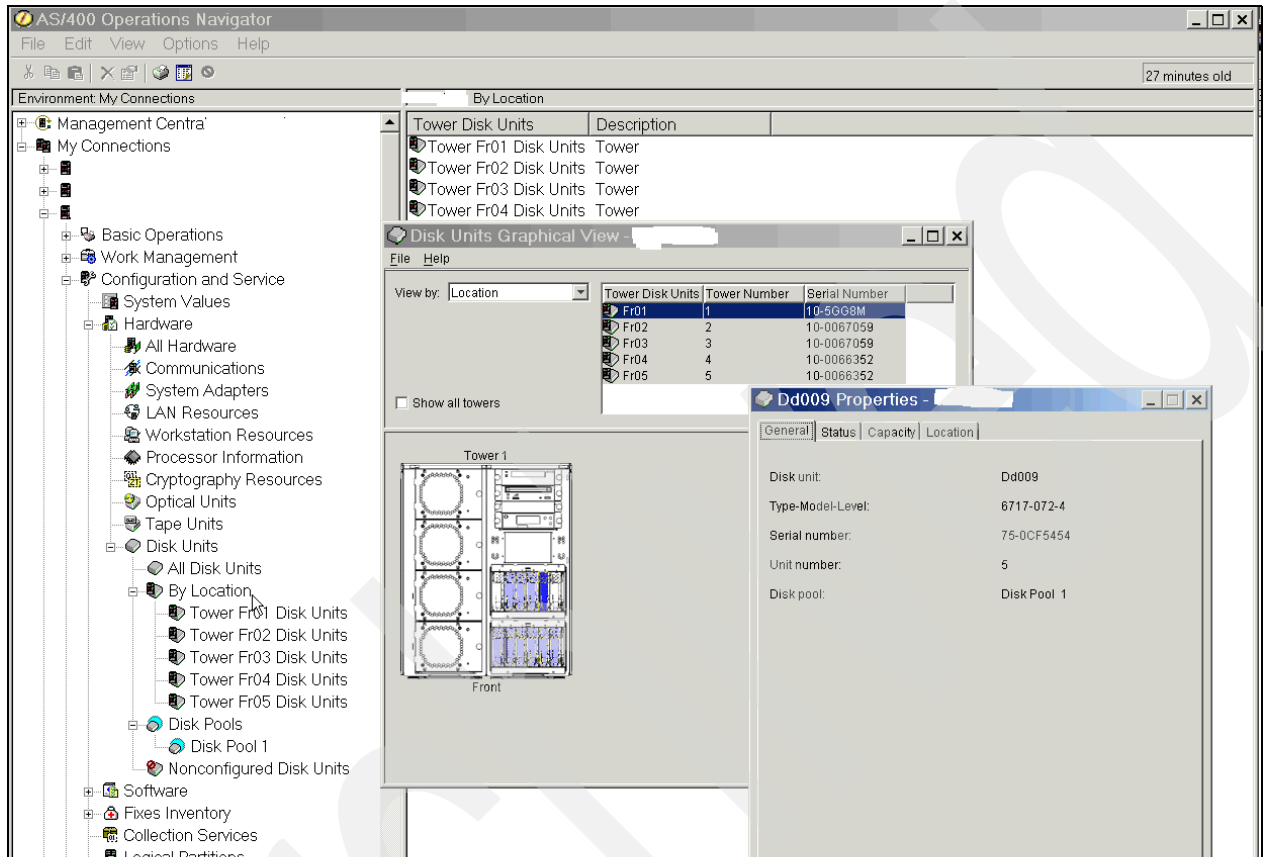 AS/400 Operations Navigator
File Edit View Options Help
27 minutes old
Environment: My Connections
By Location
Management Central
My Connections
Basic Operations
Work Management
Configuration and Service
System Values
Hardware
All Hardware
Communications
System Adapters
LAN Resources
Workstation Resources
Processor Information
Cryptography Resources
Optical Units
Tape Units
Disk Units
All Disk Units
By Location
Tower Fr01 Disk Units
Tower Fr02 Disk Units
Tower Fr03 Disk Units
Tower Fr04 Disk Units
Tower Fr05 Disk Units
Disk Pools
Disk Pool 1
Nonconfigured Disk Units
Software
Fixes Inventory
Collection Services
Logical Partitions
Tower Disk Units Description
Tower Fr01 Disk Units Tower
Tower Fr02 Disk Units Tower
Tower Fr03 Disk Units Tower
Tower Fr04 Disk Units Tower
Disk Units Graphical View -
File Help
View by: Location
Show all towers
Tower Disk Units Tower Number Serial Number
Fr01 1 10-5GG8M
Fr02 2 10-0067059
Fr03 3 10-0067059
Fr04 4 10-0066352
Fr05 5 10-0066352
Tower 1
Front
Dd009 Properties -
General Status Capacity Location
Disk unit: Dd009
Type-Model-Level: 6717-072-4
Serial number: 75-0CF5454
Unit number: 5
Disk pool: Disk Pool 1